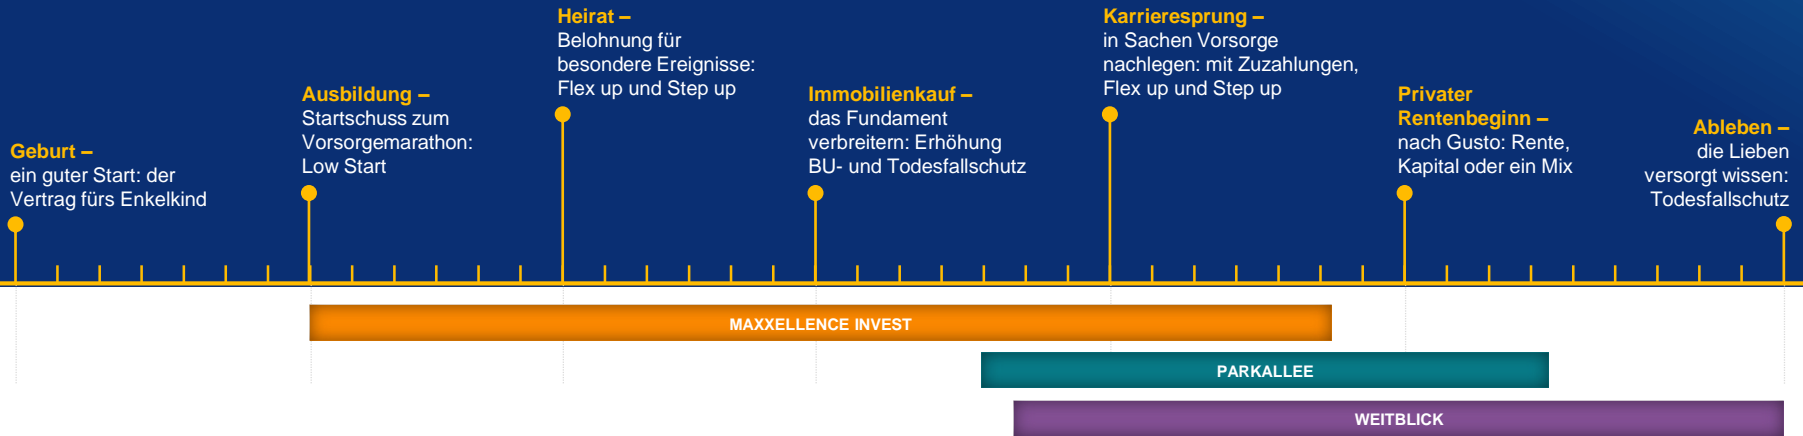 Geburt –
ein guter Start: der
Vertrag fürs Enkelkind
Ausbildung –
Startschuss zum
Vorsorgemarathon:
Low Start
Heirat –
Belohnung für
besondere Ereignisse:
Flex up und Step up
Immobilienkauf –
das Fundament
verbreitern: Erhöhung
BU- und Todesfallschutz
Karrieresprung –
in Sachen Vorsorge
nachlegen: mit Zuzahlungen,
Flex up und Step up
Privater
Rentenbeginn –
nach Gusto: Rente,
Kapital oder ein Mix
Ableben –
die Lieben
versorgt wissen:
Todesfallschutz
MAXXELLENCE INVEST
PARKALLEE
WEITBLICK